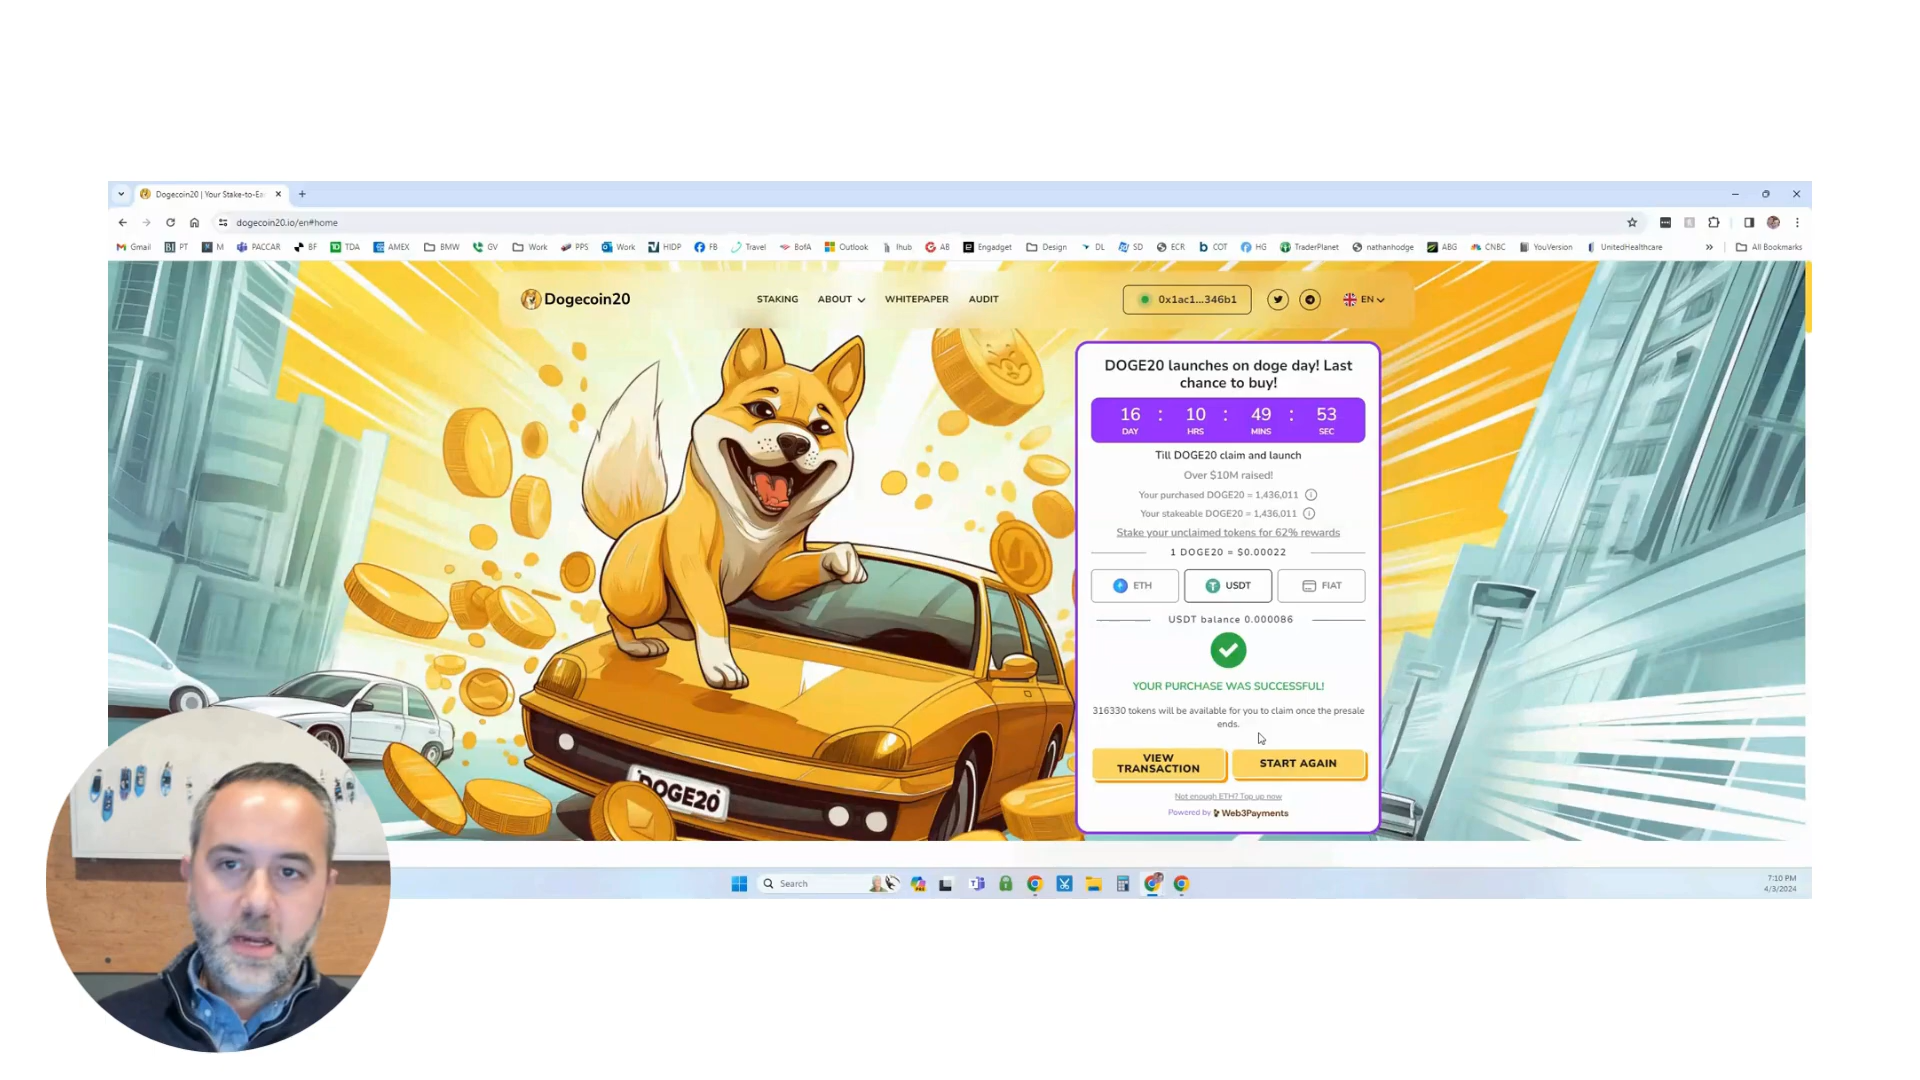 Dogecoin20 | Your Stake-to-Ea
dogecoin20.io/en#home
Gmail PT M PACCAR BF TDA AMEX BMW GV Work PPS Work HIDP FB Travel BofA Outlook Ihub AB Engadget Design DL SD ECR COT HG TraderPlanet nathanhodge ABG CNBC YouVersion UnitedHealthcare » All Bookmarks
Dogecoin20 STAKING ABOUT WHITEPAPER AUDIT 0x1ac1...346b1 EN
DOGE20 launches on doge day! Last
chance to buy!
16 : 10 : 49 : 53
DAY HRS MINS SEC
Till DOGE20 claim and launch
Over $10M raised!
Your purchased DOGE20 = 1,436,011
Your stakeable DOGE20 = 1,436,011
Stake your unclaimed tokens for 62% rewards
1 DOGE20 = $0.00022
ETH USDT FIAT
USDT balance 0.000086
YOUR PURCHASE WAS SUCCESSFUL!
316330 tokens will be available for you to claim once the presale
ends.
VIEW
TRANSACTION
START AGAIN
Not enough ETH? Top up now
Powered by Web3Payments
DOGE20
Search
7:10 PM
4/3/2024